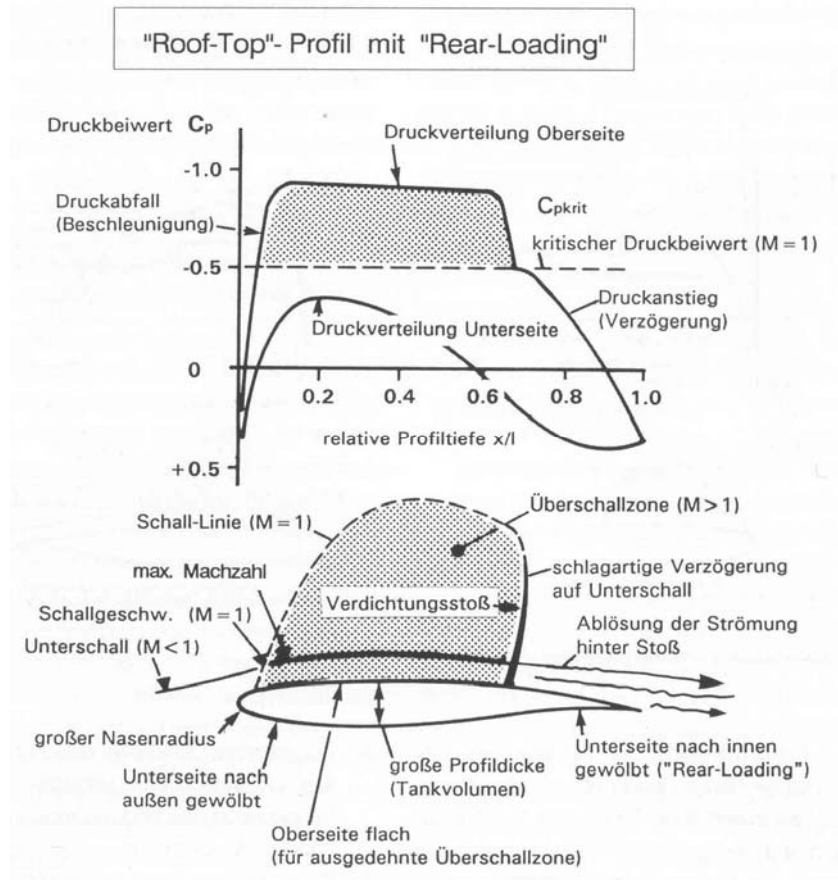 "Roof-Top"- Profil mit "Rear-Loading"
Druckbeiwert Cp
Druckverteilung Oberseite
-1.0
Druckabfall
(Beschleunigung)
Cpkrit
kritischer Druckbeiwert (M = 1)
-0.5
Druckanstieg
(Verzögerung)
Druckverteilung Unterseite
0
0.2
0.4
0.6
0.8
1.0
relative Profiltiefe x/l
+0.5
Schall-Linie (M = 1)
Überschallzone (M > 1)
max. Machzahl
schlagartige Verzögerung
auf Unterschall
Verdichtungsstoß
Schallgeschw. (M = 1)
Unterschall (M < 1)
Ablösung der Strömung
hinter Stoß
großer Nasenradius
Unterseite nach
außen gewölbt
große Profildicke
(Tankvolumen)
Unterseite nach innen
gewölbt ("Rear-Loading")
Oberseite flach
(für ausgedehnte Überschallzone)